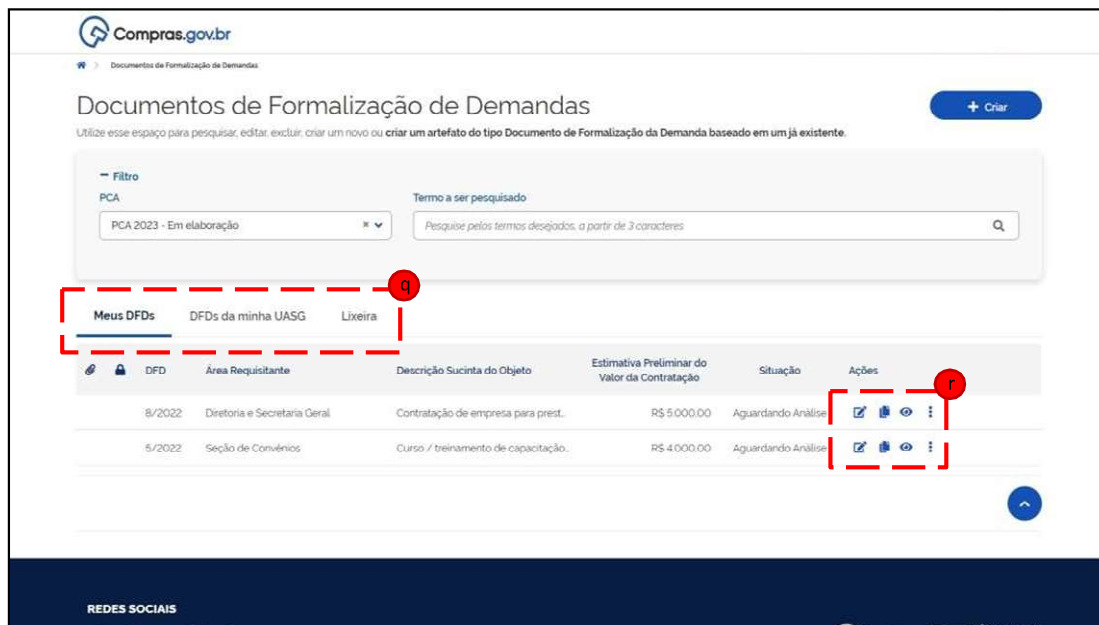 Compras.gov.br
Documentos de Formalização de Demandas
Documentos de Formalização de Demandas
+ Criar
Utilize esse espaço para pesquisar, editar, excluir, criar um novo ou criar um artefato do tipo Documento de Formalização da Demanda baseado em um já existente.
Filtro
PCA
Termo a ser pesquisado
PCA 2023 - Em elaboração
Pesquise pelos termos desejados, a partir de 3 caracteres
q
Meus DFDs DFDs da minha UASG Lixeira
DFD Área Requisitante Descrição Sucinta do Objeto Estimativa Preliminar do Valor da Contratação Situação Ações
r
8/2022 Diretoria e Secretaria Geral Contratação de empresa para prest... R$ 5.000,00 Aguardando Análise
5/2022 Seção de Convênios Curso / treinamento de capacitação... R$ 4.000,00 Aguardando Análise
REDES SOCIAIS